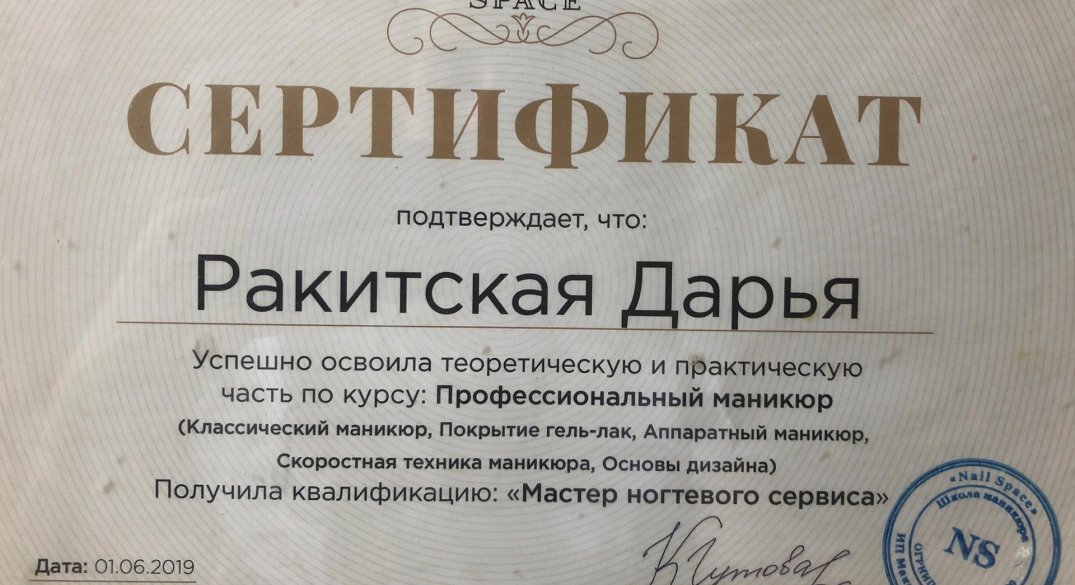 SPACE
СЕРТИФИКАТ
подтверждает, что:
Ракитская Дарья
Успешно освоила теоретическую и практическую
часть по курсу: Профессиональный маникюр
(Классический маникюр, Покрытие гель-лак, Аппаратный маникюр,
Скоростная техника маникюра, Основы дизайна)
Получила квалификацию: «Мастер ногтевого сервиса»
«Nail Space»
Школа маникюра
NS
Дата: 01.06.2019